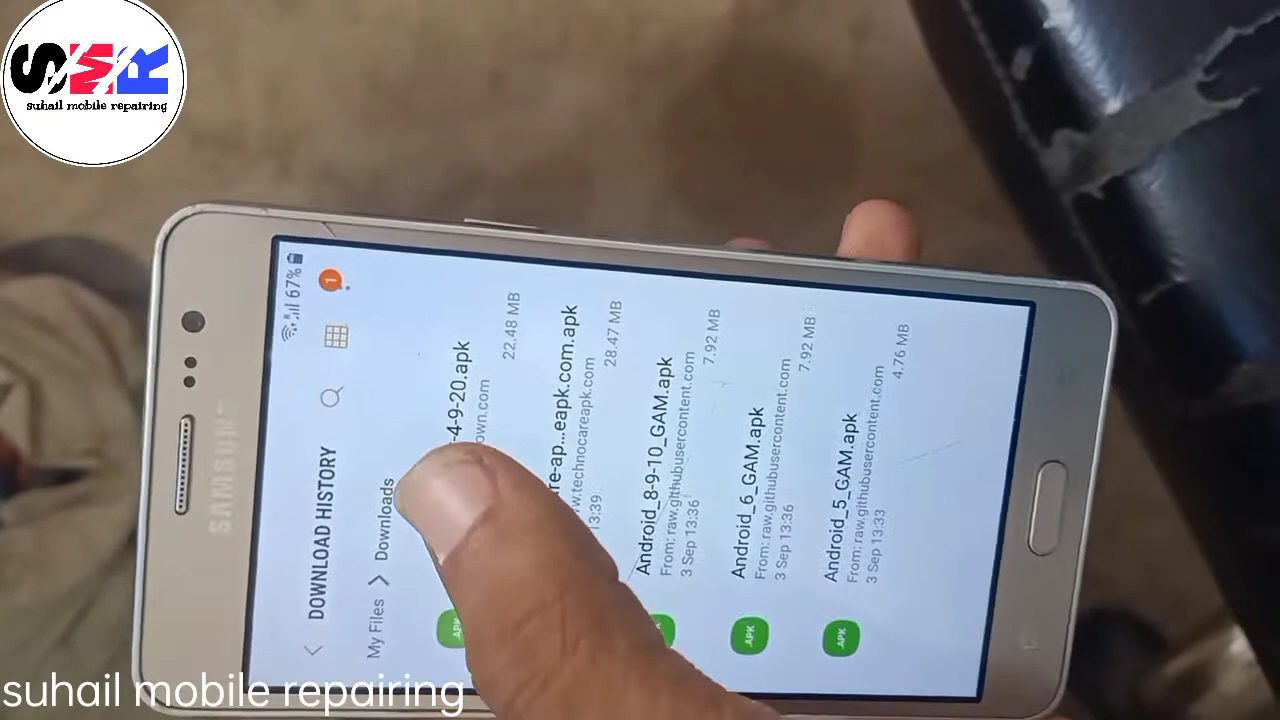 SMR
suhail mobile repairing
SAMSUNG
67%
1
DOWNLOAD HISTORY
My Files > Downloads
-4-9-20.apk
22.48 MB
eapk.com.apk
technocareapk.com
13:39
28.47 MB
Android_8-9-10_GAM.apk
From: raw.githubusercontent.com
3 Sep 13:36
7.92 MB
APK
Android_6_GAM.apk
From: raw.githubusercontent.com
3 Sep 13:36
7.92 MB
APK
Android_5_GAM.apk
From: raw.githubusercontent.com
3 Sep 13:33
4.76 MB
suhail mobile repairing